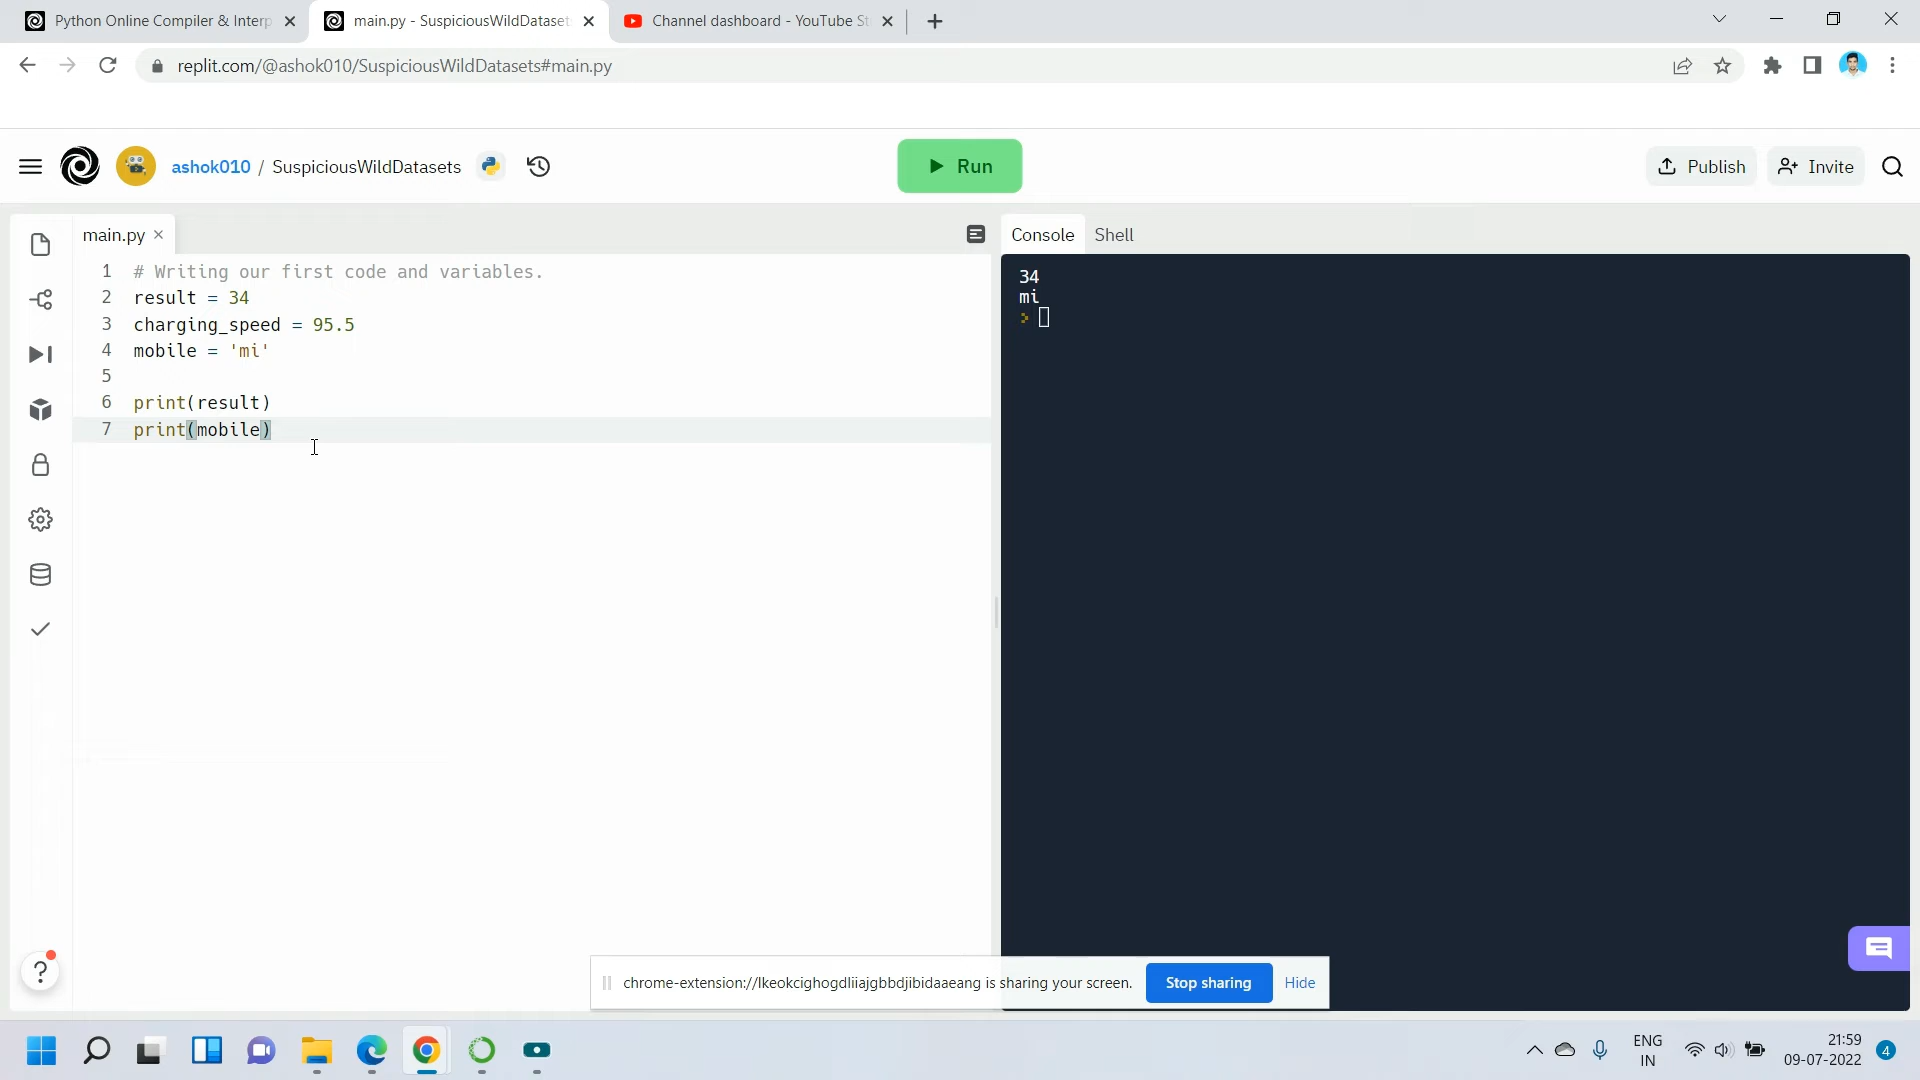 Python Online Compiler & Interp
main.py - SuspiciousWildDataset
Channel dashboard - YouTube St
replit.com/@ashok010/SuspiciousWildDatasets#main.py
ashok010 / SuspiciousWildDatasets
Run
Publish
Invite
main.py
Console
Shell
1 # Writing our first code and variables.
2 result = 34
3 charging_speed = 95.5
4 mobile = 'mi'
5
6 print(result)
7 print(mobile)
34
mi
chrome-extension://lkeokcighogdliiajgbbdjibidaaeang is sharing your screen.
Stop sharing
Hide
ENG
IN
21:59
09-07-2022
4